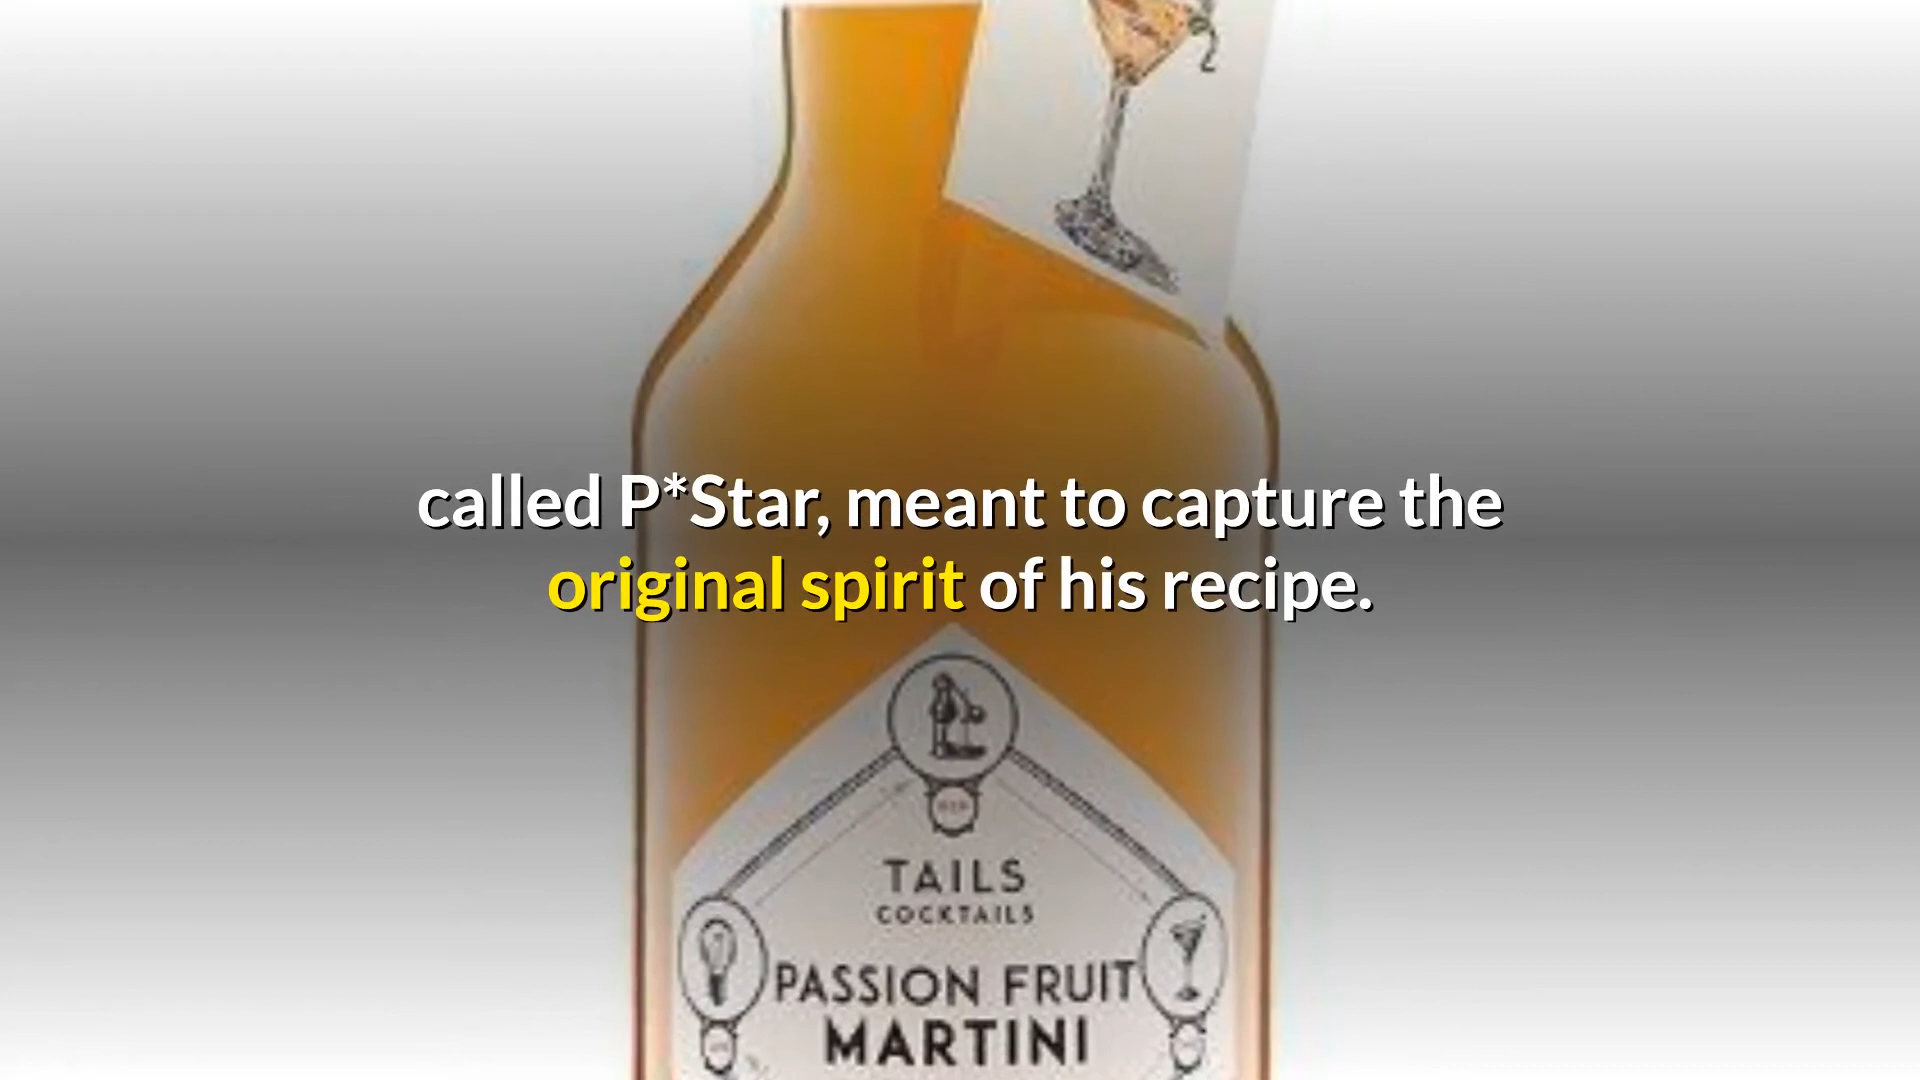 called P*Star, meant to capture the
original spirit of his recipe.
TAILS
COCKTAILS
PASSION FRUIT
MARTINI